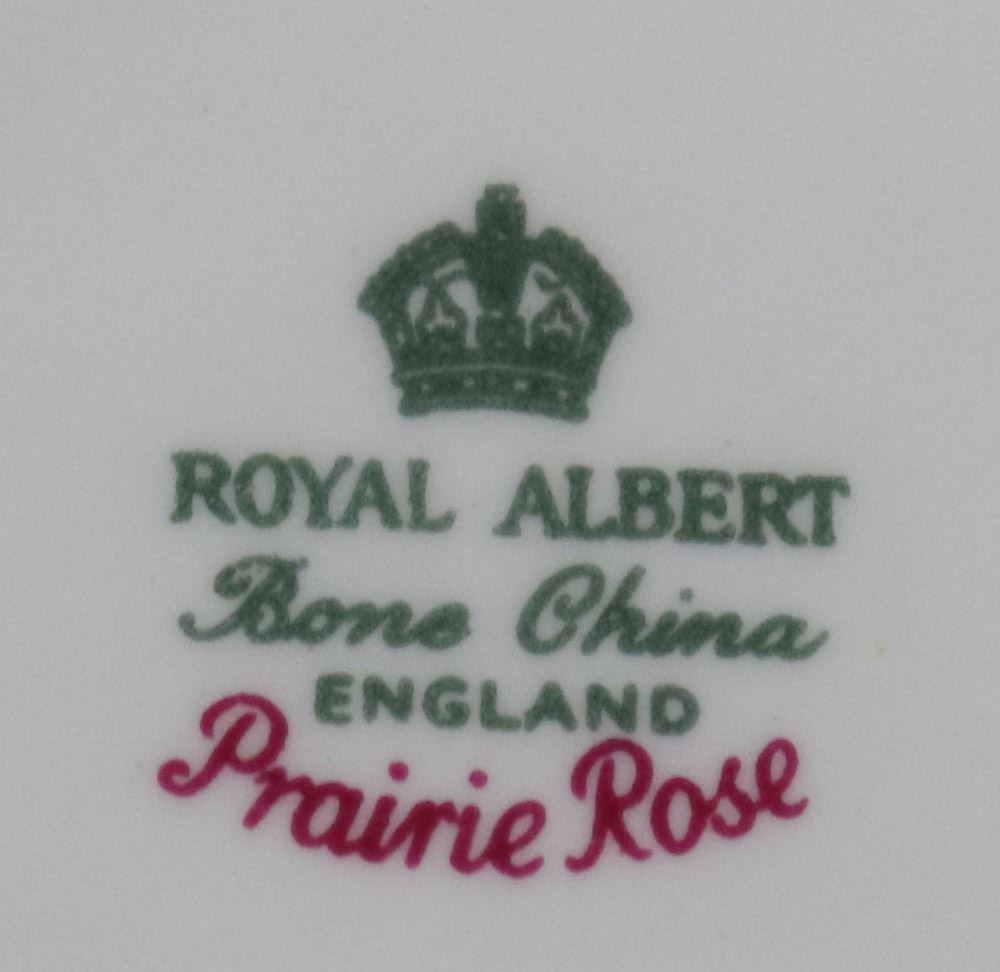 ROYAL ALBERT
Bone China
ENGLAND
Prairie Rose